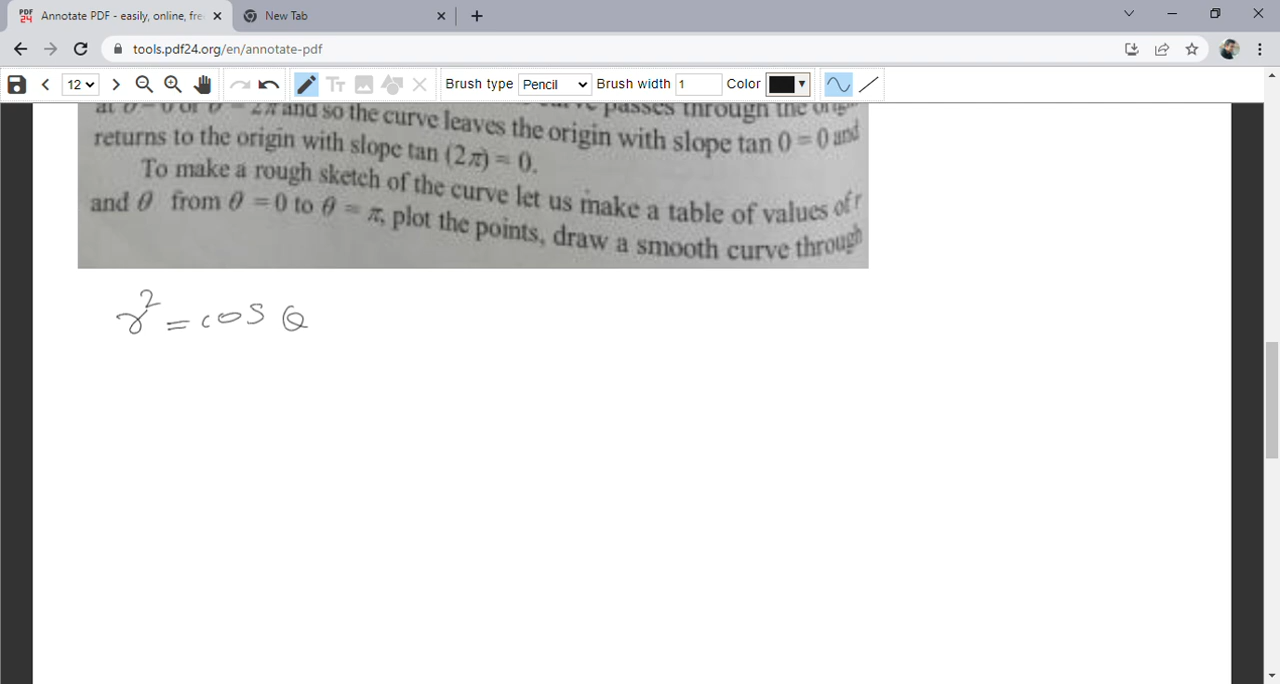 Annotate PDF - easily, online, fre
New Tab
tools.pdf24.org/en/annotate-pdf
12
Brush type Pencil Brush width 1 Color
and so the curve leaves the origin with slope tan 0 = 0 and
passes through the
returns to the origin with slope tan (2π) = 0.
To make a rough sketch of the curve let us make a table of values of r
and θ from θ = 0 to θ = π, plot the points, draw a smooth curve through
r² = cos θ